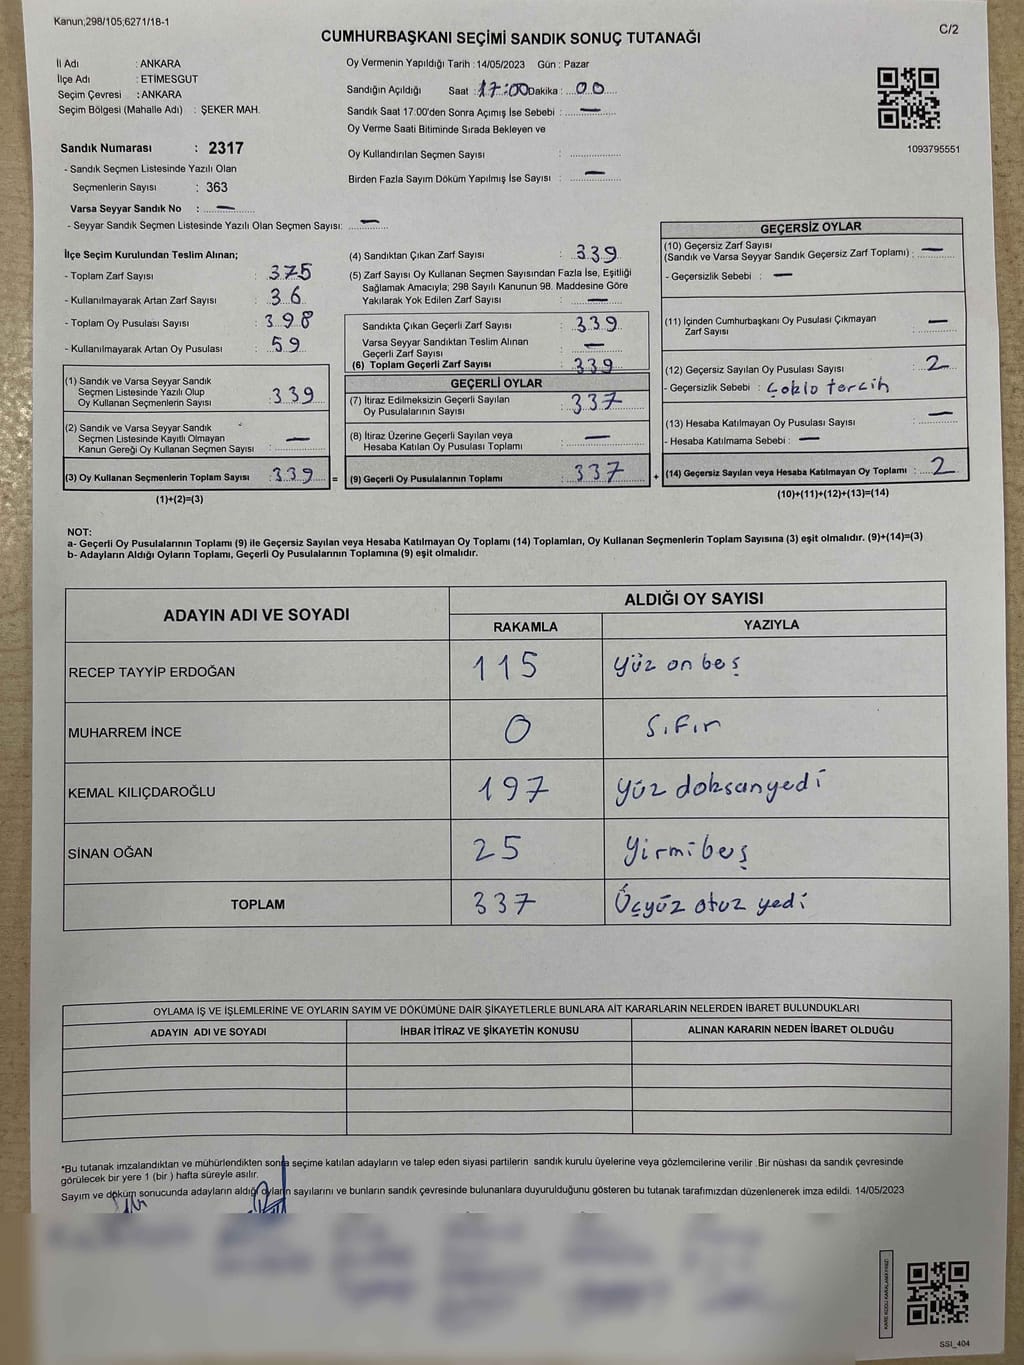 Kanun;298/105;6271/18-1
C/2
CUMHURBAŞKANI SEÇİMİ SANDIK SONUÇ TUTANAĞI
İl Adı : ANKARA
İlçe Adı : ETİMESGUT
Seçim Çevresi : ANKARA
Seçim Bölgesi (Mahalle Adı) : ŞEKER MAH.
Oy Vermenin Yapıldığı Tarih : 14/05/2023 Gün : Pazar
Sandığın Açıldığı Saat : 17:00 Dakika : 00
Sandık Saat 17:00'den Sonra Açımış İse Sebebi : —
Oy Verme Saati Bitiminde Sırada Bekleyen ve
Oy Kullandırılan Seçmen Sayısı :
Birden Fazla Sayım Döküm Yapılmış İse Sayısı : —
1093795551
Sandık Numarası : 2317
- Sandık Seçmen Listesinde Yazılı Olan
Seçmenlerin Sayısı : 363
Varsa Seyyar Sandık No : —
- Seyyar Sandık Seçmen Listesinde Yazılı Olan Seçmen Sayısı: —
İlçe Seçim Kurulundan Teslim Alınan;
- Toplam Zarf Sayısı : 375
- Kullanılmayarak Artan Zarf Sayısı : 36
- Toplam Oy Pusulası Sayısı : 398
- Kullanılmayarak Artan Oy Pusulası : 59
(1) Sandık ve Varsa Seyyar Sandık
Seçmen Listesinde Yazılı Olup
Oy Kullanan Seçmenlerin Sayısı : 339
(2) Sandık ve Varsa Seyyar Sandık
Seçmen Listesinde Kayıtlı Olmayan
Kanun Gereği Oy Kullanan Seçmen Sayısı : —
(3) Oy Kullanan Seçmenlerin Toplam Sayısı : 339 =
(1)+(2)=(3)
(4) Sandıktan Çıkan Zarf Sayısı : 339
(5) Zarf Sayısı Oy Kullanan Seçmen Sayısından Fazla İse, Eşitliği
Sağlamak Amacıyla; 298 Sayılı Kanunun 98. Maddesine Göre
Yakılarak Yok Edilen Zarf Sayısı : —
Sandıkta Çıkan Geçerli Zarf Sayısı : 339
Varsa Seyyar Sandıktan Teslim Alınan
Geçerli Zarf Sayısı : —
(6) Toplam Geçerli Zarf Sayısı : 339
GEÇERLİ OYLAR
(7) İtiraz Edilmeksizin Geçerli Sayılan
Oy Pusulalarının Sayısı : 337
(8) İtiraz Üzerine Geçerli Sayılan veya
Hesaba Katılan Oy Pusulası Toplamı : —
(9) Geçerli Oy Pusulalarının Toplamı : 337 +
GEÇERSİZ OYLAR
(10) Geçersiz Zarf Sayısı
(Sandık ve Varsa Seyyar Sandık Geçersiz Zarf Toplamı) : —
- Geçersizlik Sebebi : —
(11) İçinden Cumhurbaşkanı Oy Pusulası Çıkmayan
Zarf Sayısı : —
(12) Geçersiz Sayılan Oy Pusulası Sayısı : 2
- Geçersizlik Sebebi : çoklo tercih
(13) Hesaba Katılmayan Oy Pusulası Sayısı : —
- Hesaba Katılmama Sebebi : —
(14) Geçersiz Sayılan veya Hesaba Katılmayan Oy Toplamı : 2
(10)+(11)+(12)+(13)=(14)
NOT:
a- Geçerli Oy Pusulalarının Toplamı (9) ile Geçersiz Sayılan veya Hesaba Katılmayan Oy Toplamı (14) Toplamları, Oy Kullanan Seçmenlerin Toplam Sayısına (3) eşit olmalıdır. (9)+(14)=(3)
b- Adayların Aldığı Oyların Toplamı, Geçerli Oy Pusulalarının Toplamına (9) eşit olmalıdır.
ADAYIN ADI VE SOYADI ALDIĞI OY SAYISI
RAKAMLA YAZIYLA
RECEP TAYYİP ERDOĞAN 115 yüz on beş
MUHARREM İNCE 0 Sıfır
KEMAL KILIÇDAROĞLU 197 yüz doksanyedi
SİNAN OĞAN 25 yirmibeş
TOPLAM 337 Üçyüz otuz yedi
OYLAMA İŞ VE İŞLEMLERİNE VE OYLARIN SAYIM VE DÖKÜMÜNE DAİR ŞİKAYETLERLE BUNLARA AİT KARARLARIN NELERDEN İBARET BULUNDUKLARI
ADAYIN ADI VE SOYADI İHBAR İTİRAZ VE ŞİKAYETİN KONUSU ALINAN KARARIN NEDEN İBARET OLDUĞU
*Bu tutanak imzalandıktan ve mühürlendikten sonra seçime katılan adayların ve talep eden siyasi partilerin sandık kurulu üyelerine veya gözlemcilerine verilir .Bir nüshası da sandık çevresinde
görülecek bir yere 1 (bir ) hafta süreyle asılır.
Sayım ve döküm sonucunda adayların aldığı oyların sayılarını ve bunların sandık çevresinde bulunanlara duyurulduğunu gösteren bu tutanak tarafımızdan düzenlenerek imza edildi. 14/05/2023
SSI_404